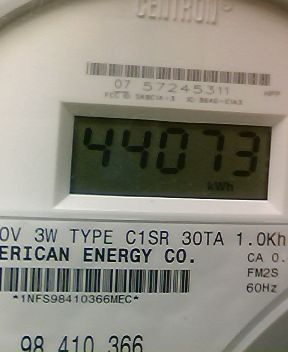 CENTRON
07 57245311
44073
kWh
0V 3W TYPE C1SR 30TA 1.0Kh
ERICAN ENERGY CO.
CA 0.
FM2S
*1NFS98410366MEC*
60Hz
98 410 366